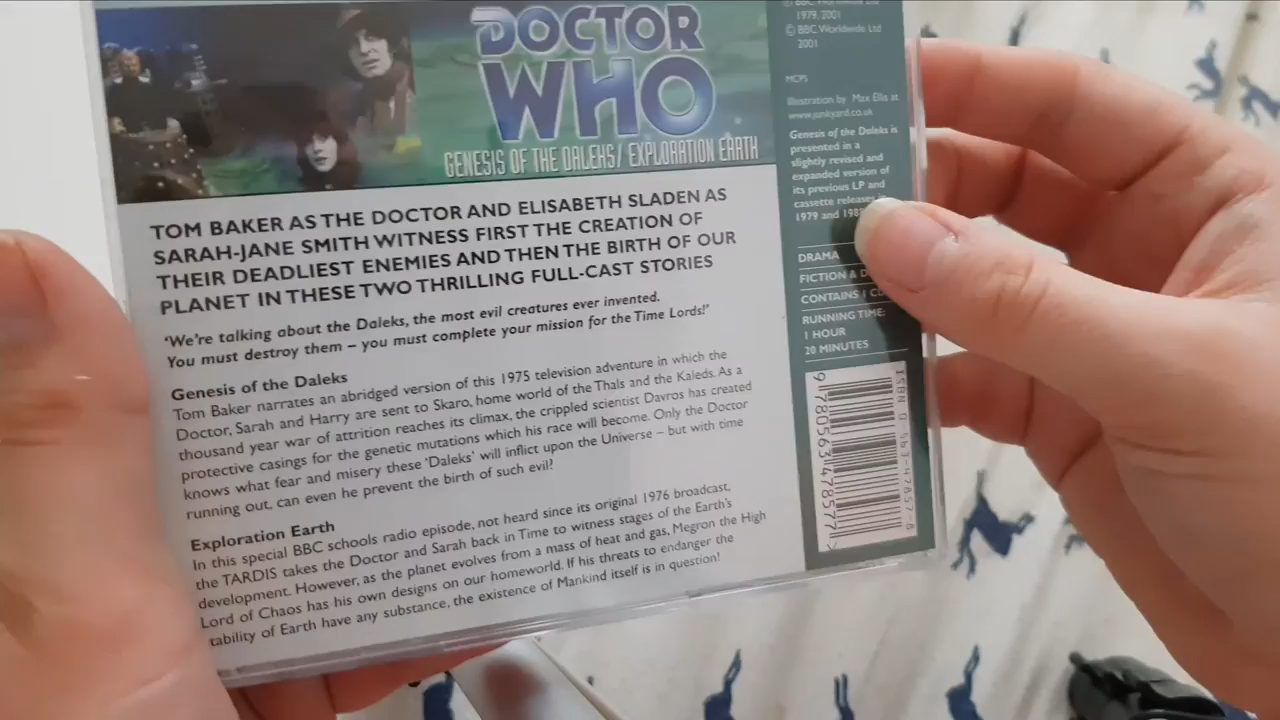 DOCTOR
WHO
GENESIS OF THE DALEKS/ EXPLORATION EARTH
TOM BAKER AS THE DOCTOR AND ELISABETH SLADEN AS
SARAH-JANE SMITH WITNESS FIRST THE CREATION OF
THEIR DEADLIEST ENEMIES AND THEN THE BIRTH OF OUR
PLANET IN THESE TWO THRILLING FULL-CAST STORIES
'We're talking about the Daleks, the most evil creatures ever invented.
You must destroy them – you must complete your mission for the Time Lords!'
Genesis of the Daleks
Tom Baker narrates an abridged version of this 1975 television adventure in which the
Doctor, Sarah and Harry are sent to Skaro, home world of the Thals and the Kaleds. As a
thousand year war of attrition reaches its climax, the crippled scientist Davros has created
protective casings for the genetic mutations which his race will become. Only the Doctor
knows what fear and misery these 'Daleks' will inflict upon the Universe – but with time
running out, can even he prevent the birth of such evil?
Exploration Earth
In this special BBC schools radio episode, not heard since its original 1976 broadcast,
the TARDIS takes the Doctor and Sarah back in Time to witness stages of the Earth's
development. However, as the planet evolves from a mass of heat and gas, Megron the High
Lord of Chaos has his own designs on our homeworld. If his threats to endanger the
tability of Earth have any substance, the existence of Mankind itself is in question!
1979, 2001
© BBC Worldwide Ltd
2001
MCPS
Illustration by Max Ellis at
www.junkyard.co.uk
Genesis of the Daleks is
presented in a
slightly revised and
expanded version of
its previous LP and
cassette releases
1979 and 198
DRAMA
FICTION & D
CONTAINS 1 C
RUNNING TIME:
1 HOUR
20 MINUTES
ISBN 0-563-47857-8
9 780563 478577 >